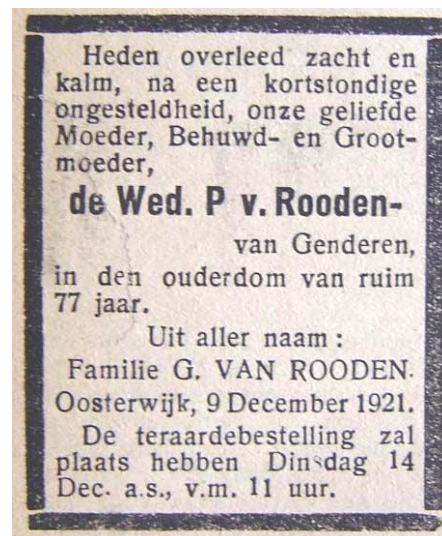 Heden overleed zacht en
kalm, na een kortstondige
ongesteldheid, onze geliefde
Moeder, Behuwd- en Groot-
moeder,
de Wed. P v. Rooden-
van Genderen,
in den ouderdom van ruim
77 jaar.
Uit aller naam :
Familie G. VAN ROODEN.
Oosterwijk, 9 December 1921.
De teraardebestelling zal
plaats hebben Dinsdag 14
Dec. a.s., v.m. 11 uur.